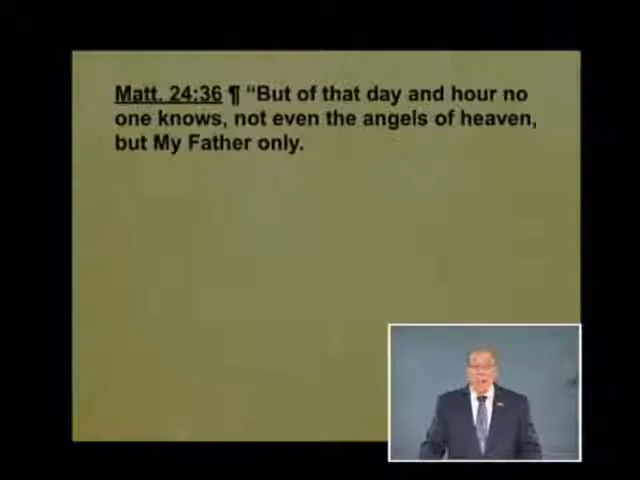 Matt. 24:36 ¶ “But of that day and hour no
one knows, not even the angels of heaven,
but My Father only.